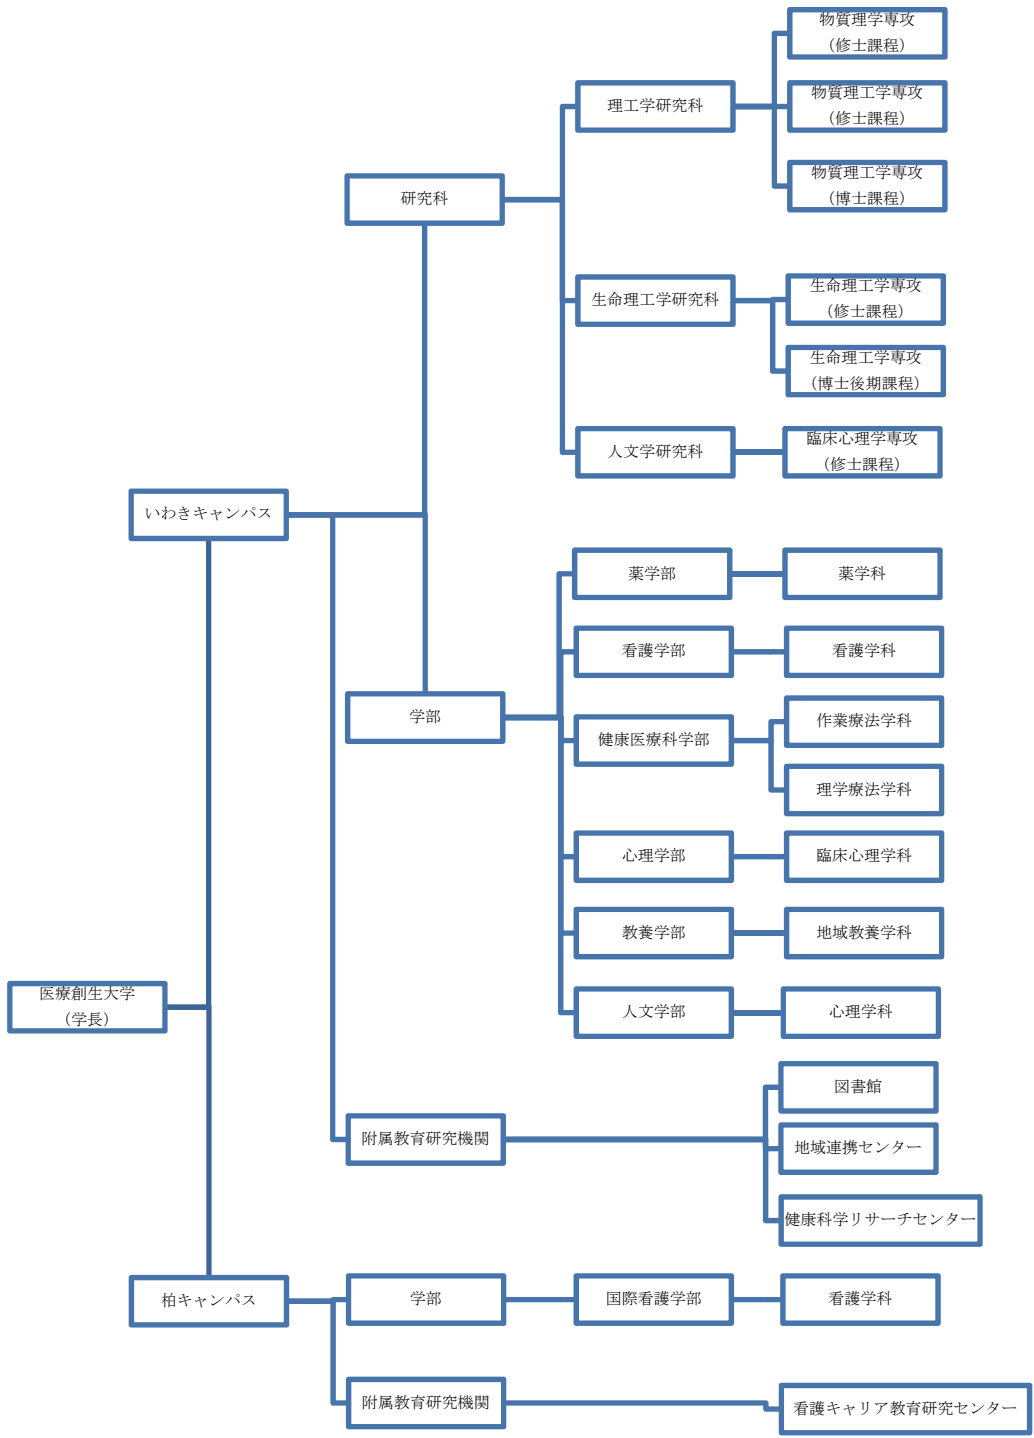 物質理学専攻
（修士課程）
理工学研究科
物質理工学専攻
（修士課程）
物質理工学専攻
（博士課程）
研究科
生命理工学研究科
生命理工学専攻
（修士課程）
生命理工学専攻
（博士後期課程）
人文学研究科
臨床心理学専攻
（修士課程）
いわきキャンパス
薬学部
薬学科
看護学部
看護学科
学部
健康医療科学部
作業療法学科
理学療法学科
心理学部
臨床心理学科
教養学部
地域教養学科
医療創生大学
（学長）
人文学部
心理学科
図書館
附属教育研究機関
地域連携センター
健康科学リサーチセンター
柏キャンパス
学部
国際看護学部
看護学科
附属教育研究機関
看護キャリア教育研究センター